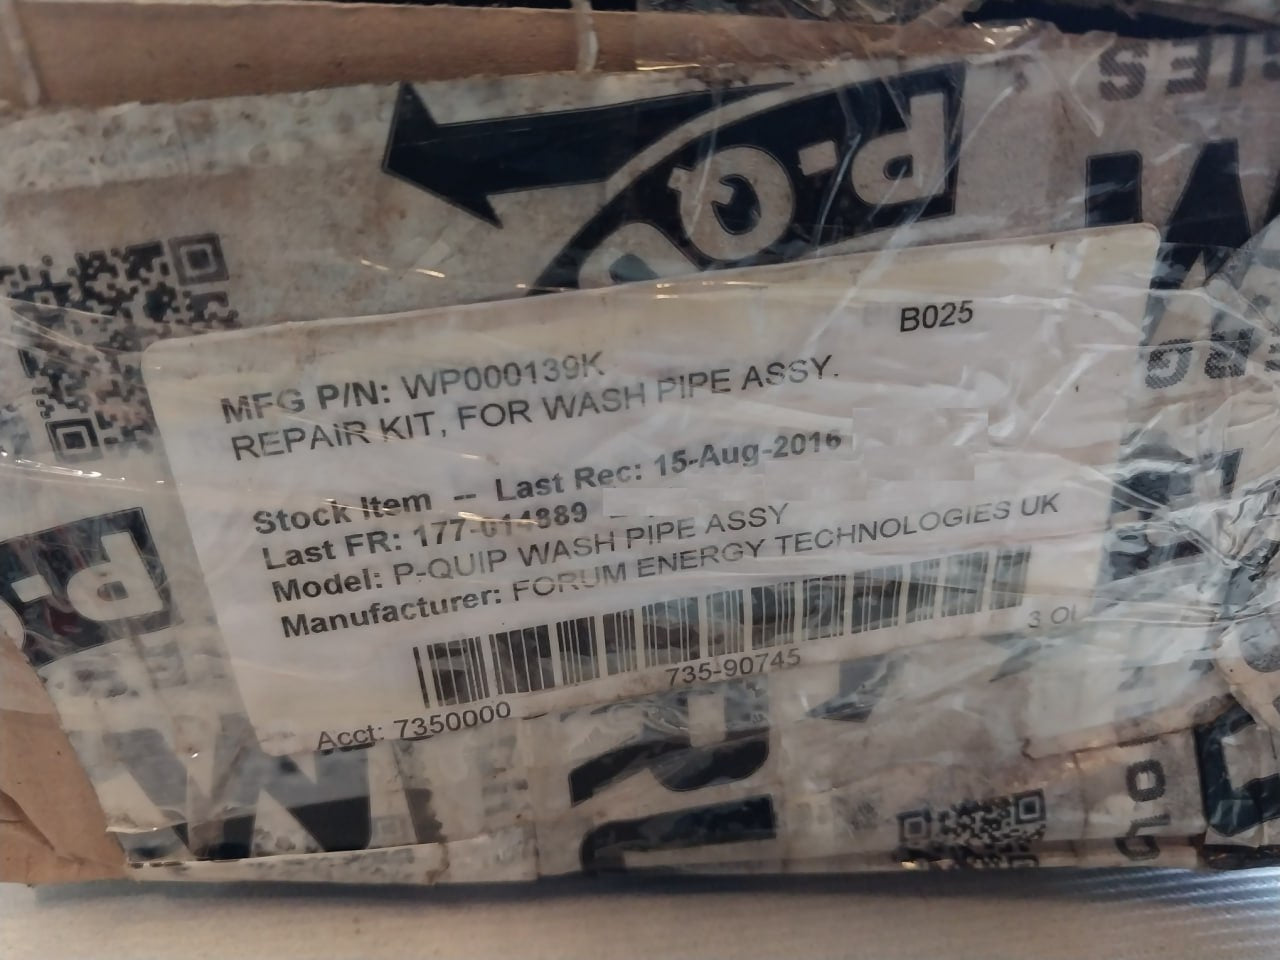 B025
MFG P/N: WP000139K
REPAIR KIT, FOR WASH PIPE ASSY.
Stock Item -- Last Rec: 15-Aug-2016
Last FR: 177-014889
Model: P-QUIP WASH PIPE ASSY
Manufacturer: FORUM ENERGY TECHNOLOGIES UK
735-90745
Acct: 7350000
P-Q
P-